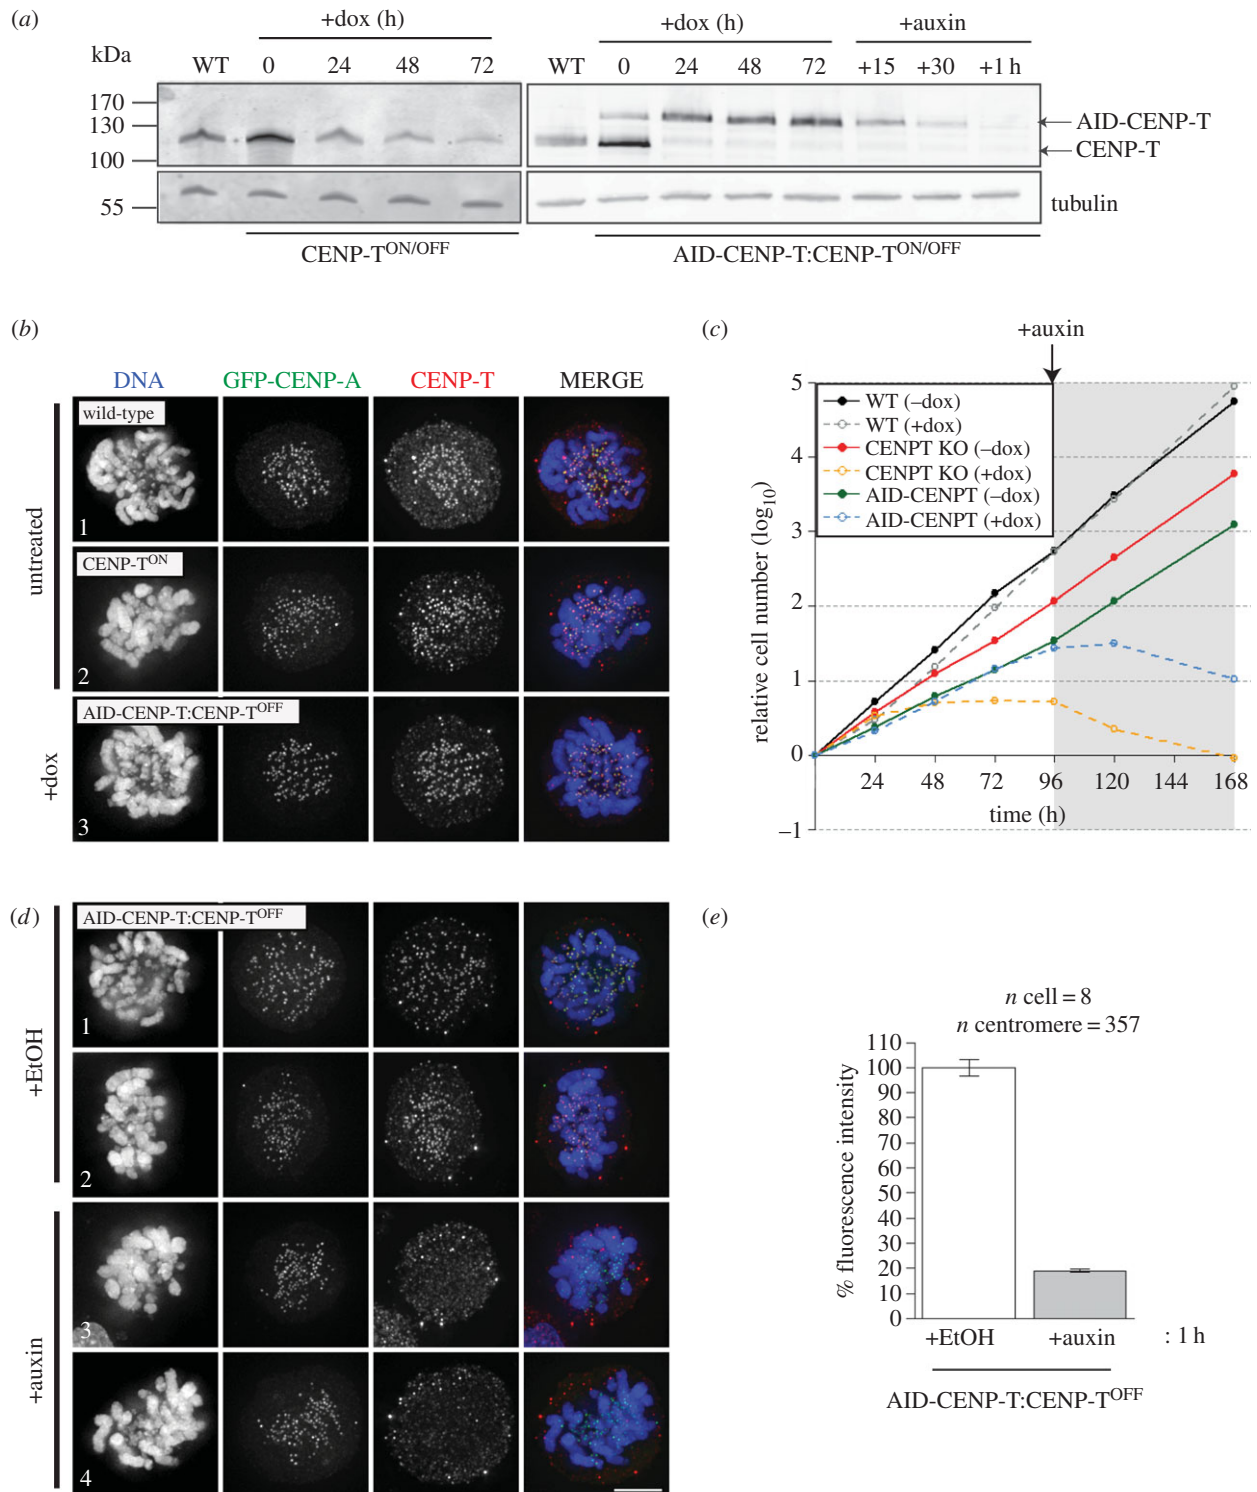 (a)
+dox (h)
+dox (h)
+auxin
kDa
WT 0 24 48 72
WT 0 24 48 72 +15 +30 +1 h
170
130
100
55
AID-CENP-T
CENP-T
tubulin
CENP-T^ON/OFF
AID-CENP-T:CENP-T^ON/OFF
(b)
DNA GFP-CENP-A CENP-T MERGE
untreated
wild-type
1
CENP-T^ON
2
+dox
AID-CENP-T:CENP-T^OFF
3
(c)
+auxin
WT (–dox)
WT (+dox)
CENPT KO (–dox)
CENPT KO (+dox)
AID-CENPT (–dox)
AID-CENPT (+dox)
relative cell number (log10)
5
4
3
2
1
0
–1
24 48 72 96 120 144 168
time (h)
(d)
+EtOH
AID-CENP-T:CENP-T^OFF
1
2
+auxin
3
4
(e)
n cell = 8
n centromere = 357
% fluorescence intensity
110
100
90
80
70
60
50
40
30
20
10
0
+EtOH +auxin : 1 h
AID-CENP-T:CENP-T^OFF